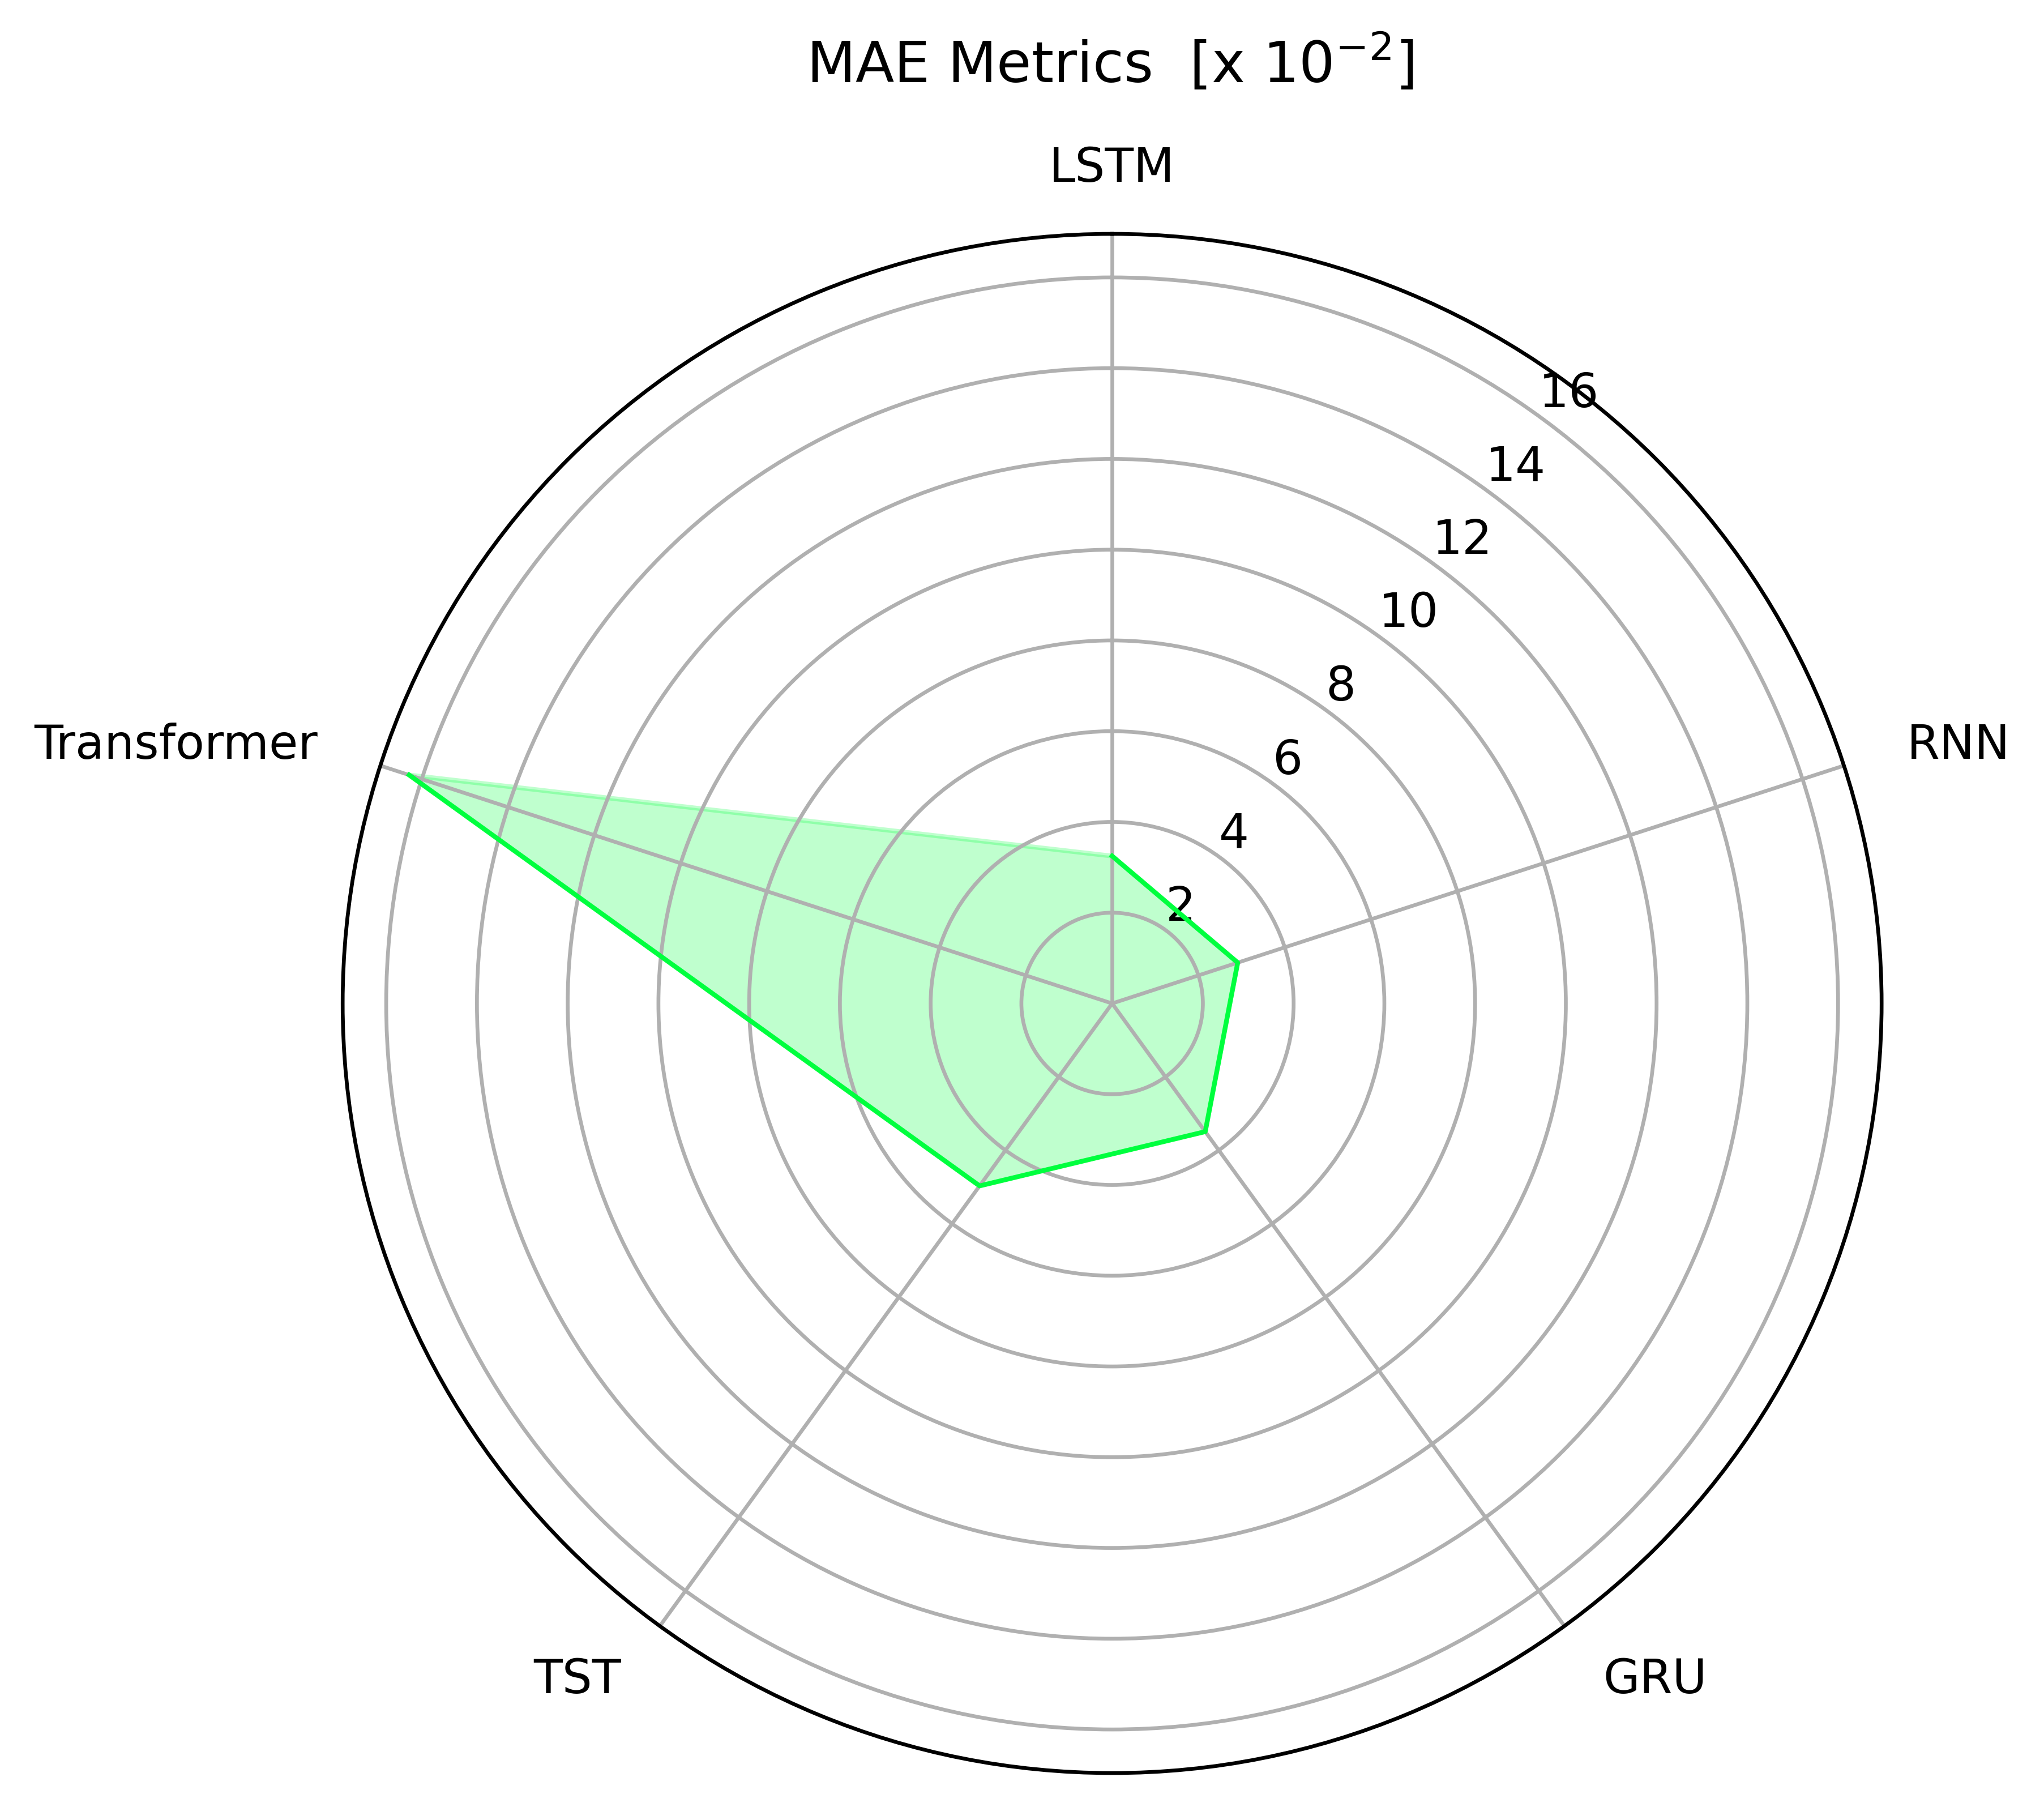 MAE Metrics [x 10⁻²]
LSTM
16
14
12
10
8
Transformer
RNN
6
4
2
TST
GRU